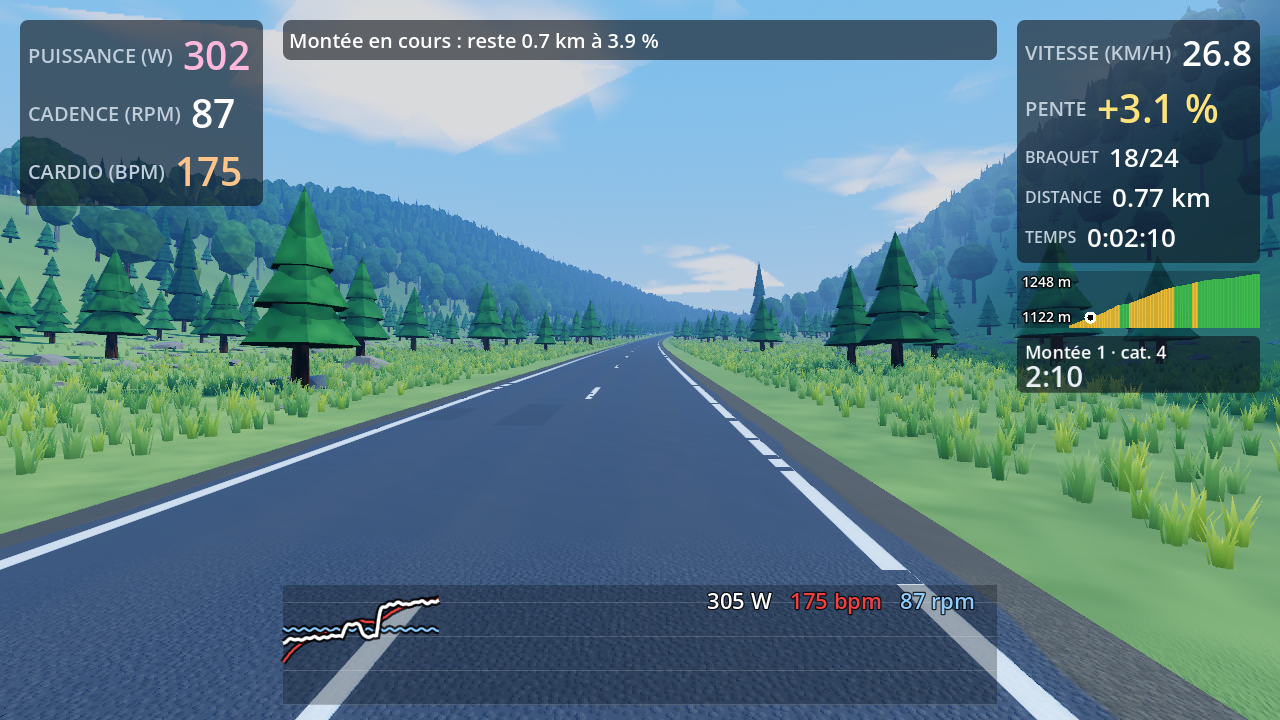 PUISSANCE (W) 302
CADENCE (RPM) 87
CARDIO (BPM) 175
Montée en cours : reste 0.7 km à 3.9 %
VITESSE (KM/H) 26.8
PENTE +3.1 %
BRAQUET 18/24
DISTANCE 0.77 km
TEMPS 0:02:10
1248 m
1122 m
Montée 1 · cat. 4
2:10
305 W 175 bpm 87 rpm